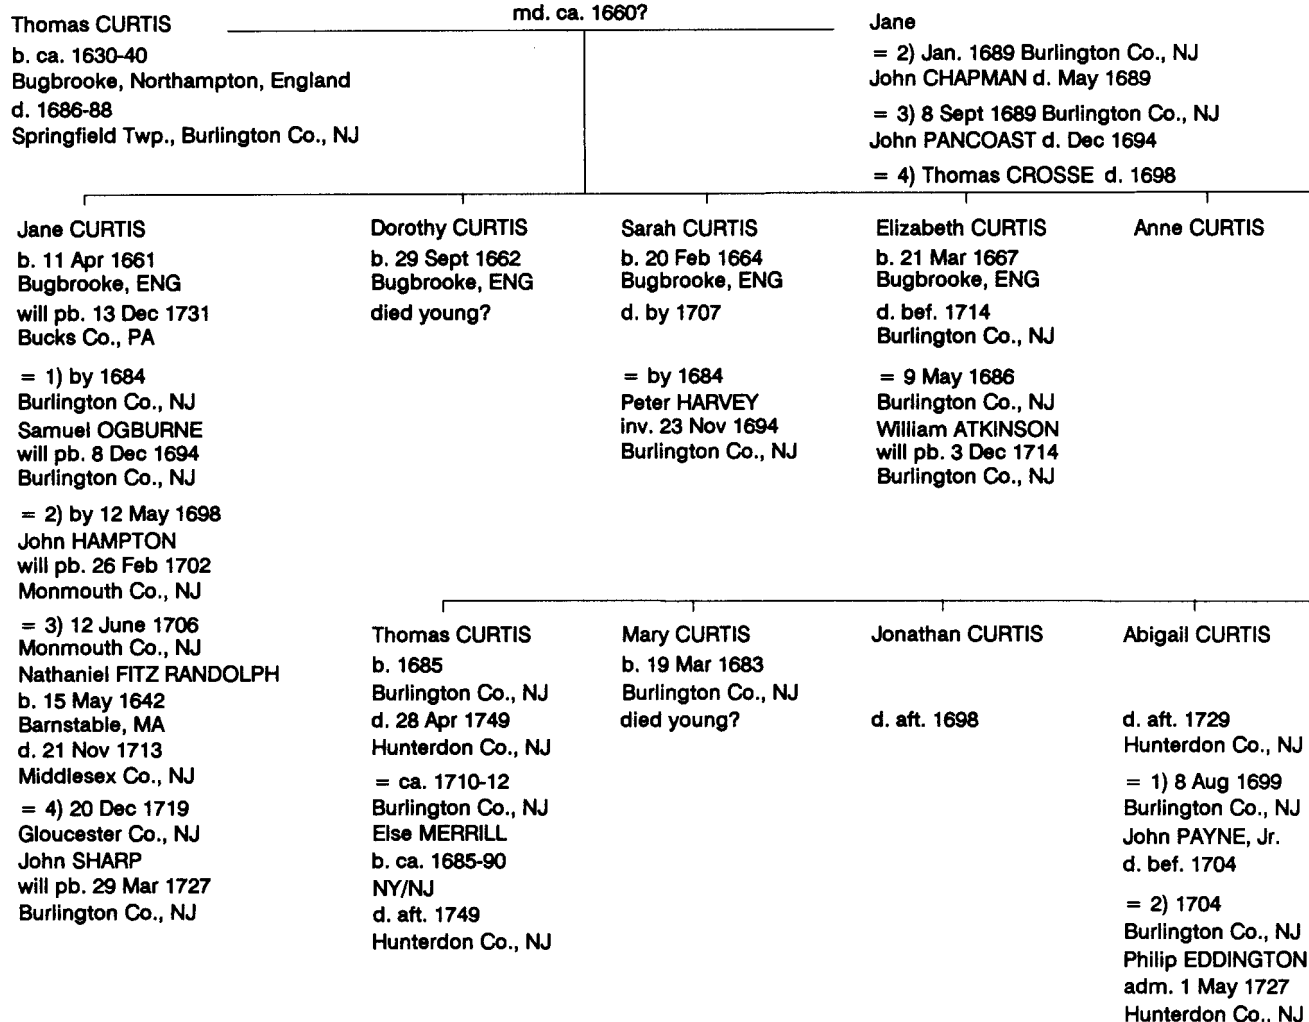 Thomas CURTIS
b. ca. 1630-40
Bugbrooke, Northampton, England
d. 1686-88
Springfield Twp., Burlington Co., NJ
md. ca. 1660?
Jane
= 2) Jan. 1689 Burlington Co., NJ
John CHAPMAN d. May 1689
= 3) 8 Sept 1689 Burlington Co., NJ
John PANCOAST d. Dec 1694
= 4) Thomas CROSSE d. 1698
Jane CURTIS
b. 11 Apr 1661
Bugbrooke, ENG
will pb. 13 Dec 1731
Bucks Co., PA
= 1) by 1684
Burlington Co., NJ
Samuel OGBURNE
will pb. 8 Dec 1694
Burlington Co., NJ
= 2) by 12 May 1698
John HAMPTON
will pb. 26 Feb 1702
Monmouth Co., NJ
= 3) 12 June 1706
Monmouth Co., NJ
Nathaniel FITZ RANDOLPH
b. 15 May 1642
Barnstable, MA
d. 21 Nov 1713
Middlesex Co., NJ
= 4) 20 Dec 1719
Gloucester Co., NJ
John SHARP
will pb. 29 Mar 1727
Burlington Co., NJ
Dorothy CURTIS
b. 29 Sept 1662
Bugbrooke, ENG
died young?
Sarah CURTIS
b. 20 Feb 1664
Bugbrooke, ENG
d. by 1707
= by 1684
Peter HARVEY
inv. 23 Nov 1694
Burlington Co., NJ
Elizabeth CURTIS
b. 21 Mar 1667
Bugbrooke, ENG
d. bef. 1714
Burlington Co., NJ
= 9 May 1686
Burlington Co., NJ
William ATKINSON
will pb. 3 Dec 1714
Burlington Co., NJ
Anne CURTIS
Thomas CURTIS
b. 1685
Burlington Co., NJ
d. 28 Apr 1749
Hunterdon Co., NJ
= ca. 1710-12
Burlington Co., NJ
Else MERRILL
b. ca. 1685-90
NY/NJ
d. aft. 1749
Hunterdon Co., NJ
Mary CURTIS
b. 19 Mar 1683
Burlington Co., NJ
died young?
Jonathan CURTIS
d. aft. 1698
Abigail CURTIS
d. aft. 1729
Hunterdon Co., NJ
= 1) 8 Aug 1699
Burlington Co., NJ
John PAYNE, Jr.
d. bef. 1704
= 2) 1704
Burlington Co., NJ
Philip EDDINGTON
adm. 1 May 1727
Hunterdon Co., NJ